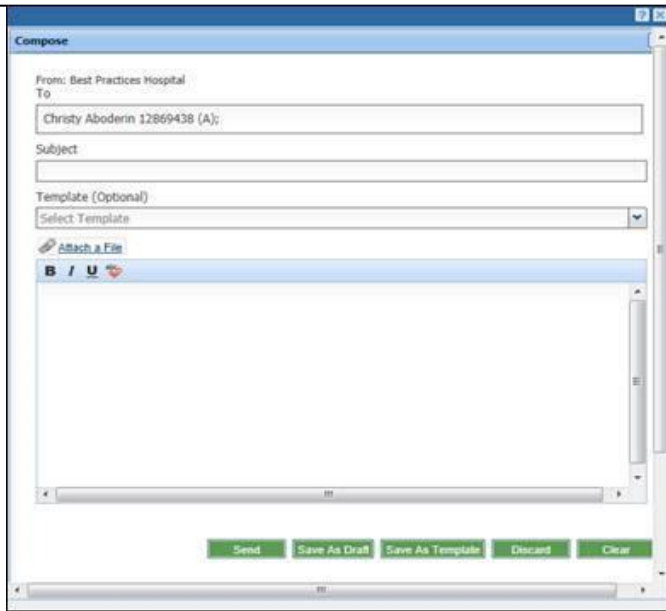 Compose
From: Best Practices Hospital
To
Christy Aboderin 12869438 (A);
Subject
Template (Optional)
Select Template
Attach a File
B I U
Send Save As Draft Save As Template Discard Clear